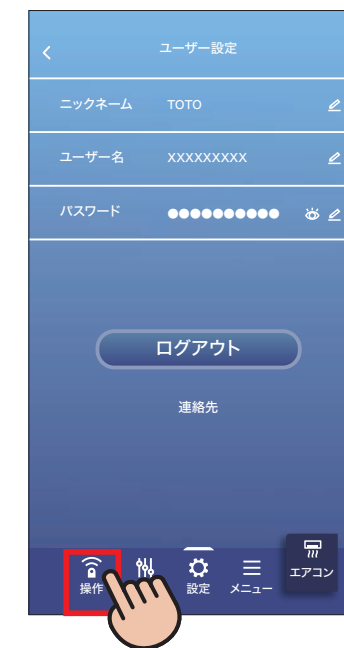 ユーザー設定
ニックネーム TOTO
ユーザー名 XXXXXXXXX
パスワード ●●●●●●●●●●
ログアウト
連絡先
操作 設定 メニュー エアコン